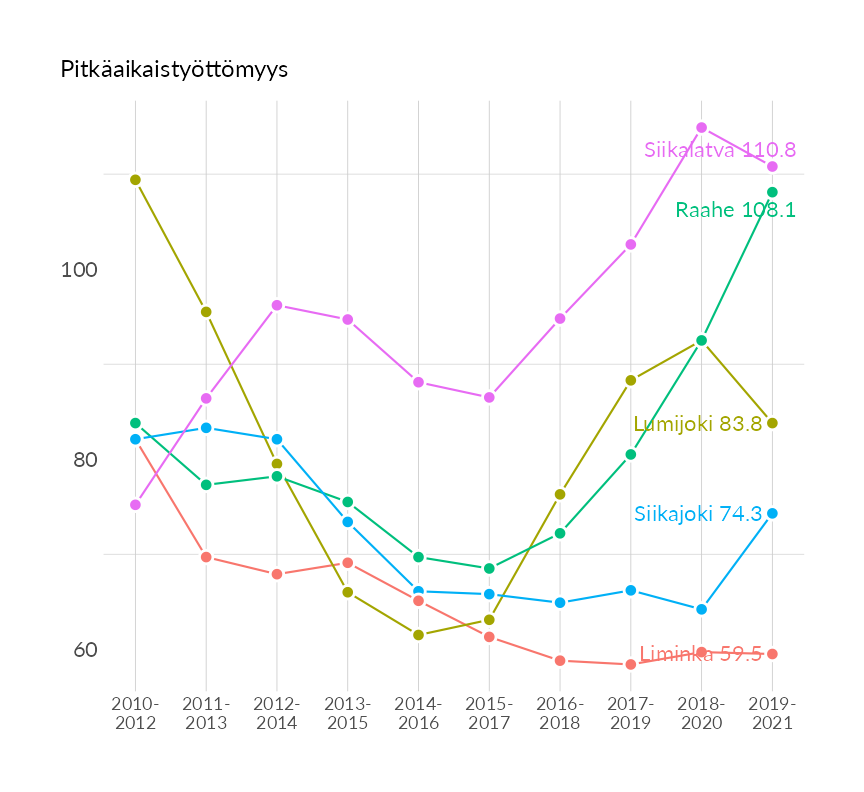 Pitkäaikaistyöttömyys
Siikalatva 110.8
Raahe 108.1
100
Lumijoki 83.8
80
Siikajoki 74.3
60
Liminka 59.5
2010- 2011- 2012- 2013- 2014- 2015- 2016- 2017- 2018- 2019-
2012 2013 2014 2015 2016 2017 2018 2019 2020 2021